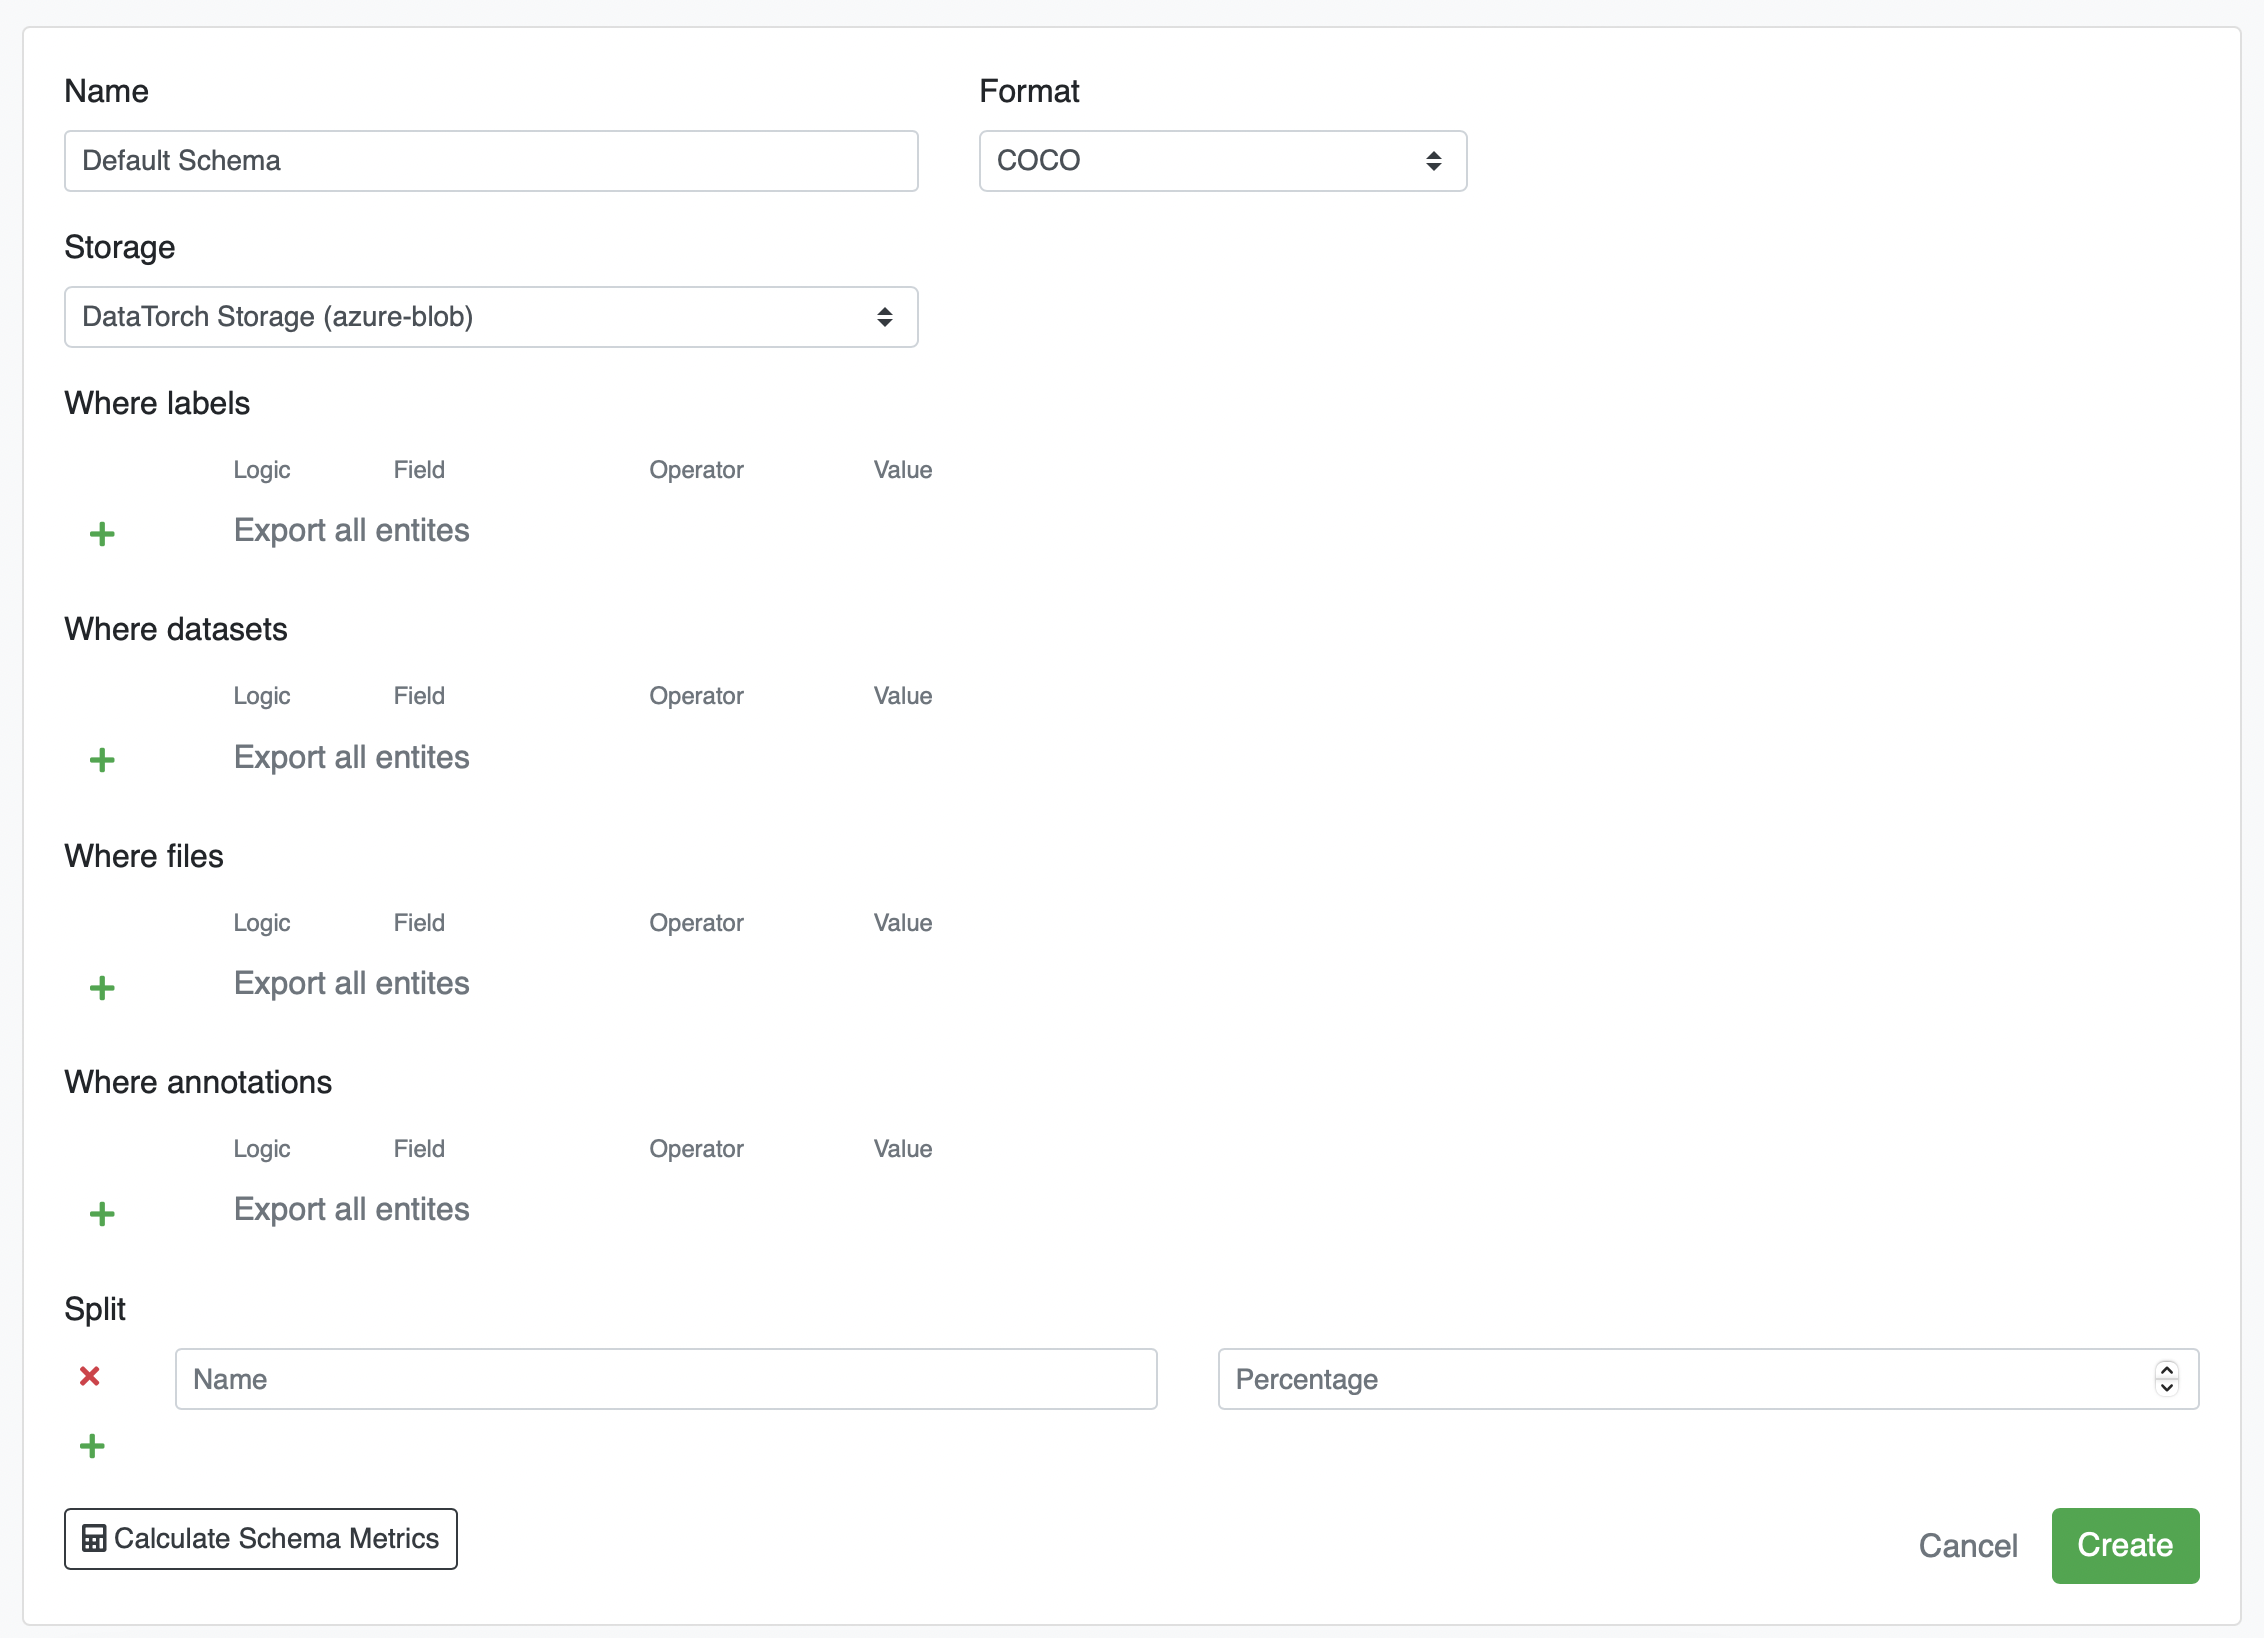 Name Format
Default Schema COCO
Storage
DataTorch Storage (azure-blob)
Where labels
Logic Field Operator Value
Export all entites
Where datasets
Logic Field Operator Value
Export all entites
Where files
Logic Field Operator Value
Export all entites
Where annotations
Logic Field Operator Value
Export all entites
Split
Name Percentage
Calculate Schema Metrics Cancel Create